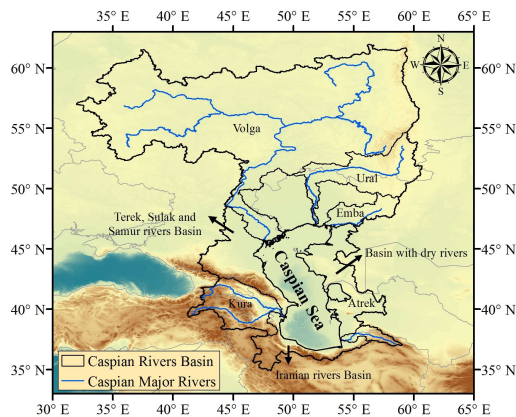 30° E 35° E 40° E 45° E 50° E 55° E 60° E 65° E
60° N
55° N
50° N
45° N
40° N
35° N
N
W E
S
Volga
Ural
Emba
Terek, Sulak and
Samur rivers Basin
Basin with dry rivers
Caspian Sea
Kura
Atrek
Iranian rivers Basin
Caspian Rivers Basin
Caspian Major Rivers
60° N
55° N
50° N
45° N
40° N
35° N
30° E 35° E 40° E 45° E 50° E 55° E 60° E 65° E